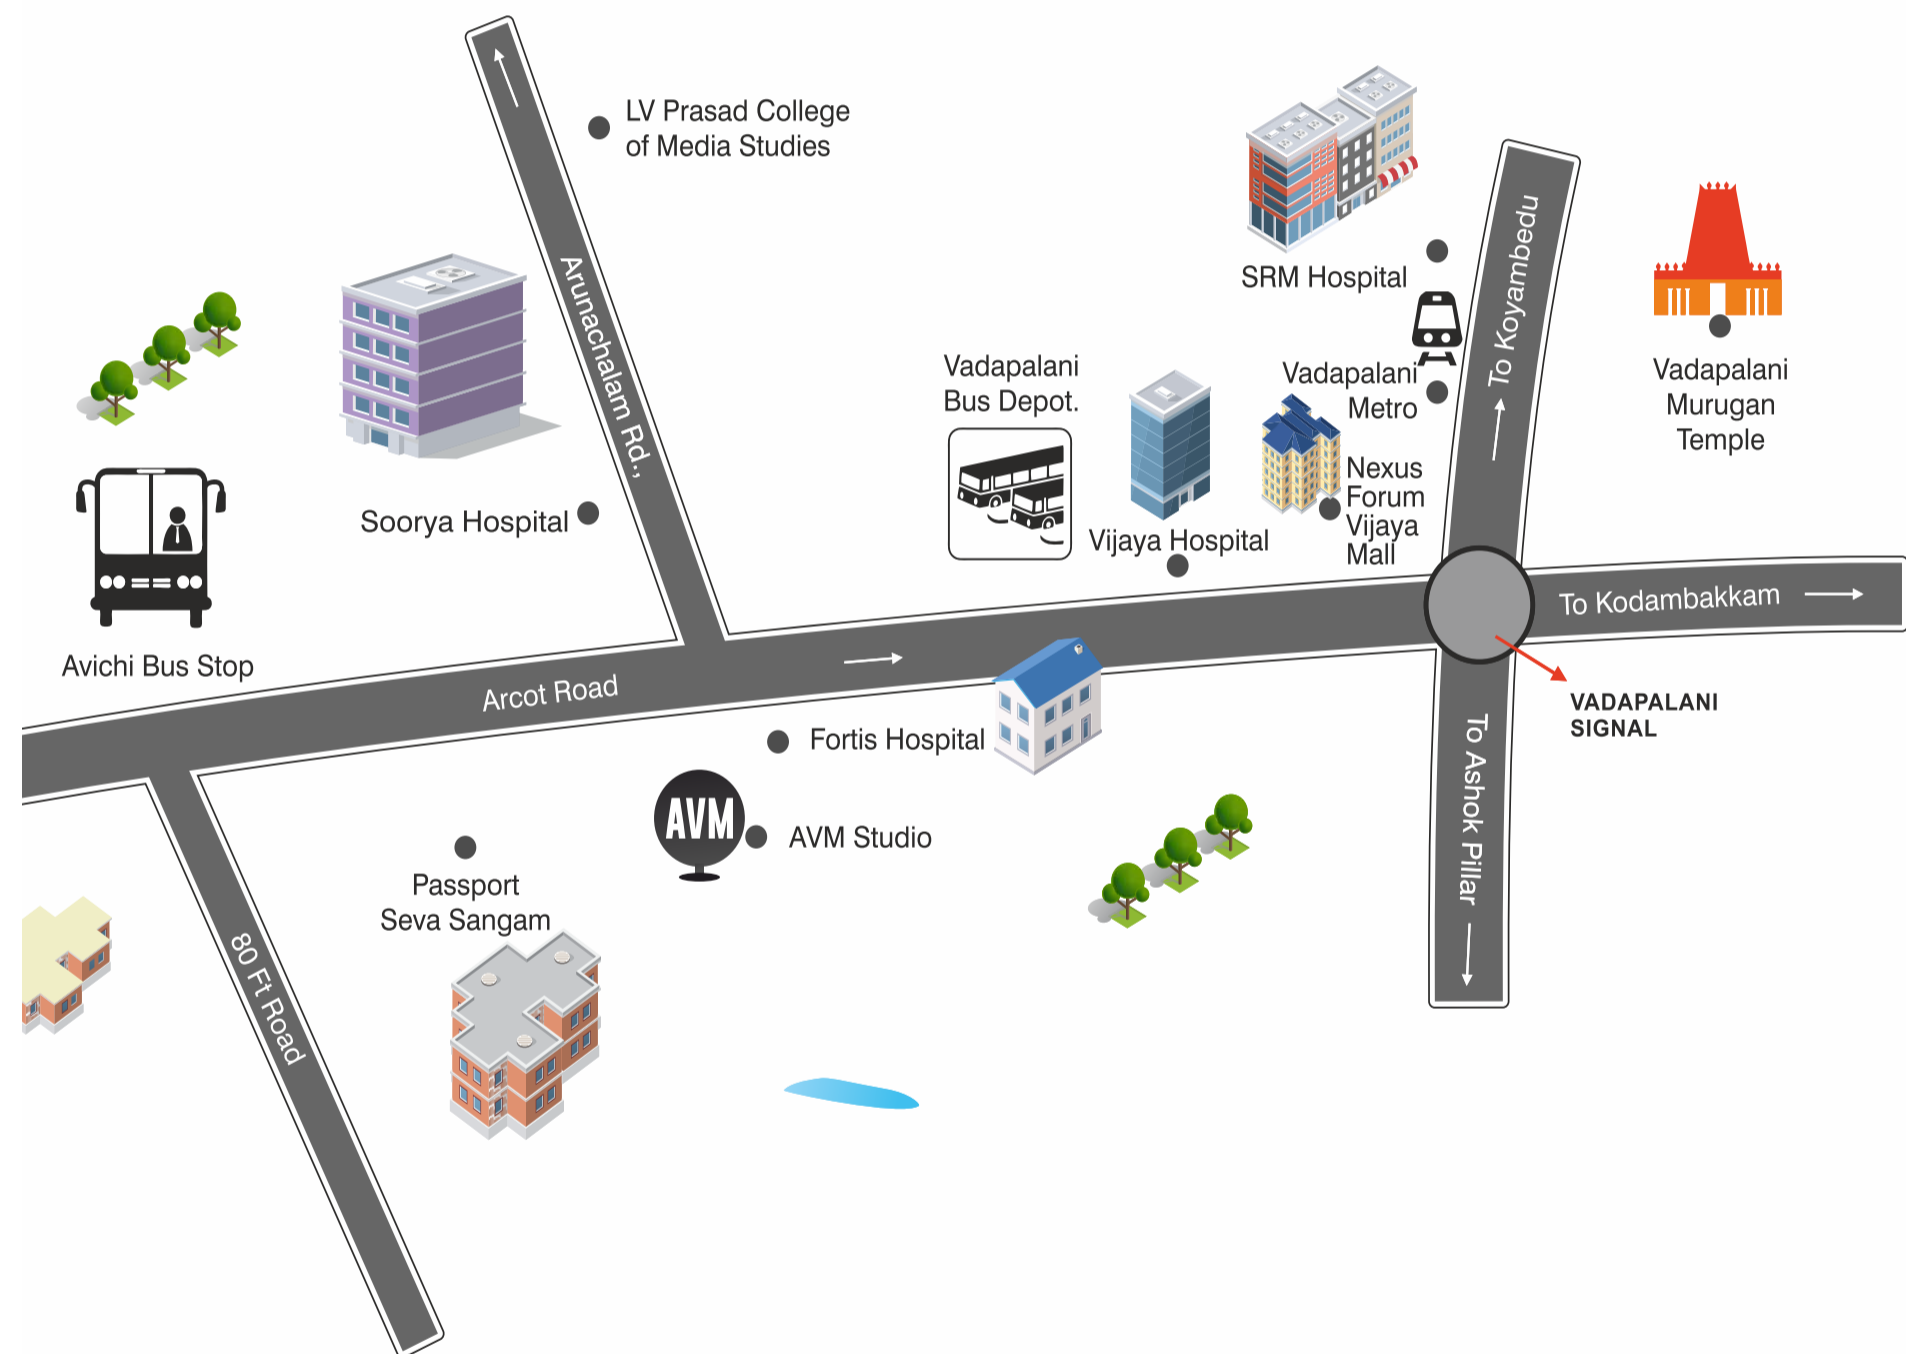 LV Prasad College
of Media Studies
Arunachalam Rd.,
SRM Hospital
To Koyambedu
Vadapalani
Murugan
Temple
Vadapalani
Bus Depot.
Vadapalani
Metro
Nexus
Forum
Vijaya
Mall
Vijaya Hospital
Soorya Hospital
To Kodambakkam
Avichi Bus Stop
Arcot Road
VADAPALANI
SIGNAL
To Ashok Pillar
Fortis Hospital
AVM
AVM Studio
Passport
Seva Sangam
80 Ft Road